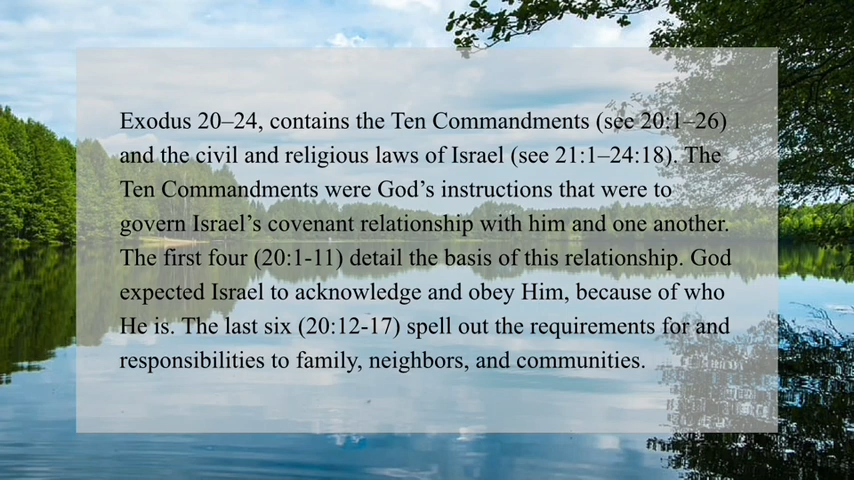 Exodus 20–24, contains the Ten Commandments (see 20:1–26)
and the civil and religious laws of Israel (see 21:1–24:18). The
Ten Commandments were God’s instructions that were to
govern Israel’s covenant relationship with him and one another.
The first four (20:1-11) detail the basis of this relationship. God
expected Israel to acknowledge and obey Him, because of who
He is. The last six (20:12-17) spell out the requirements for and
responsibilities to family, neighbors, and communities.